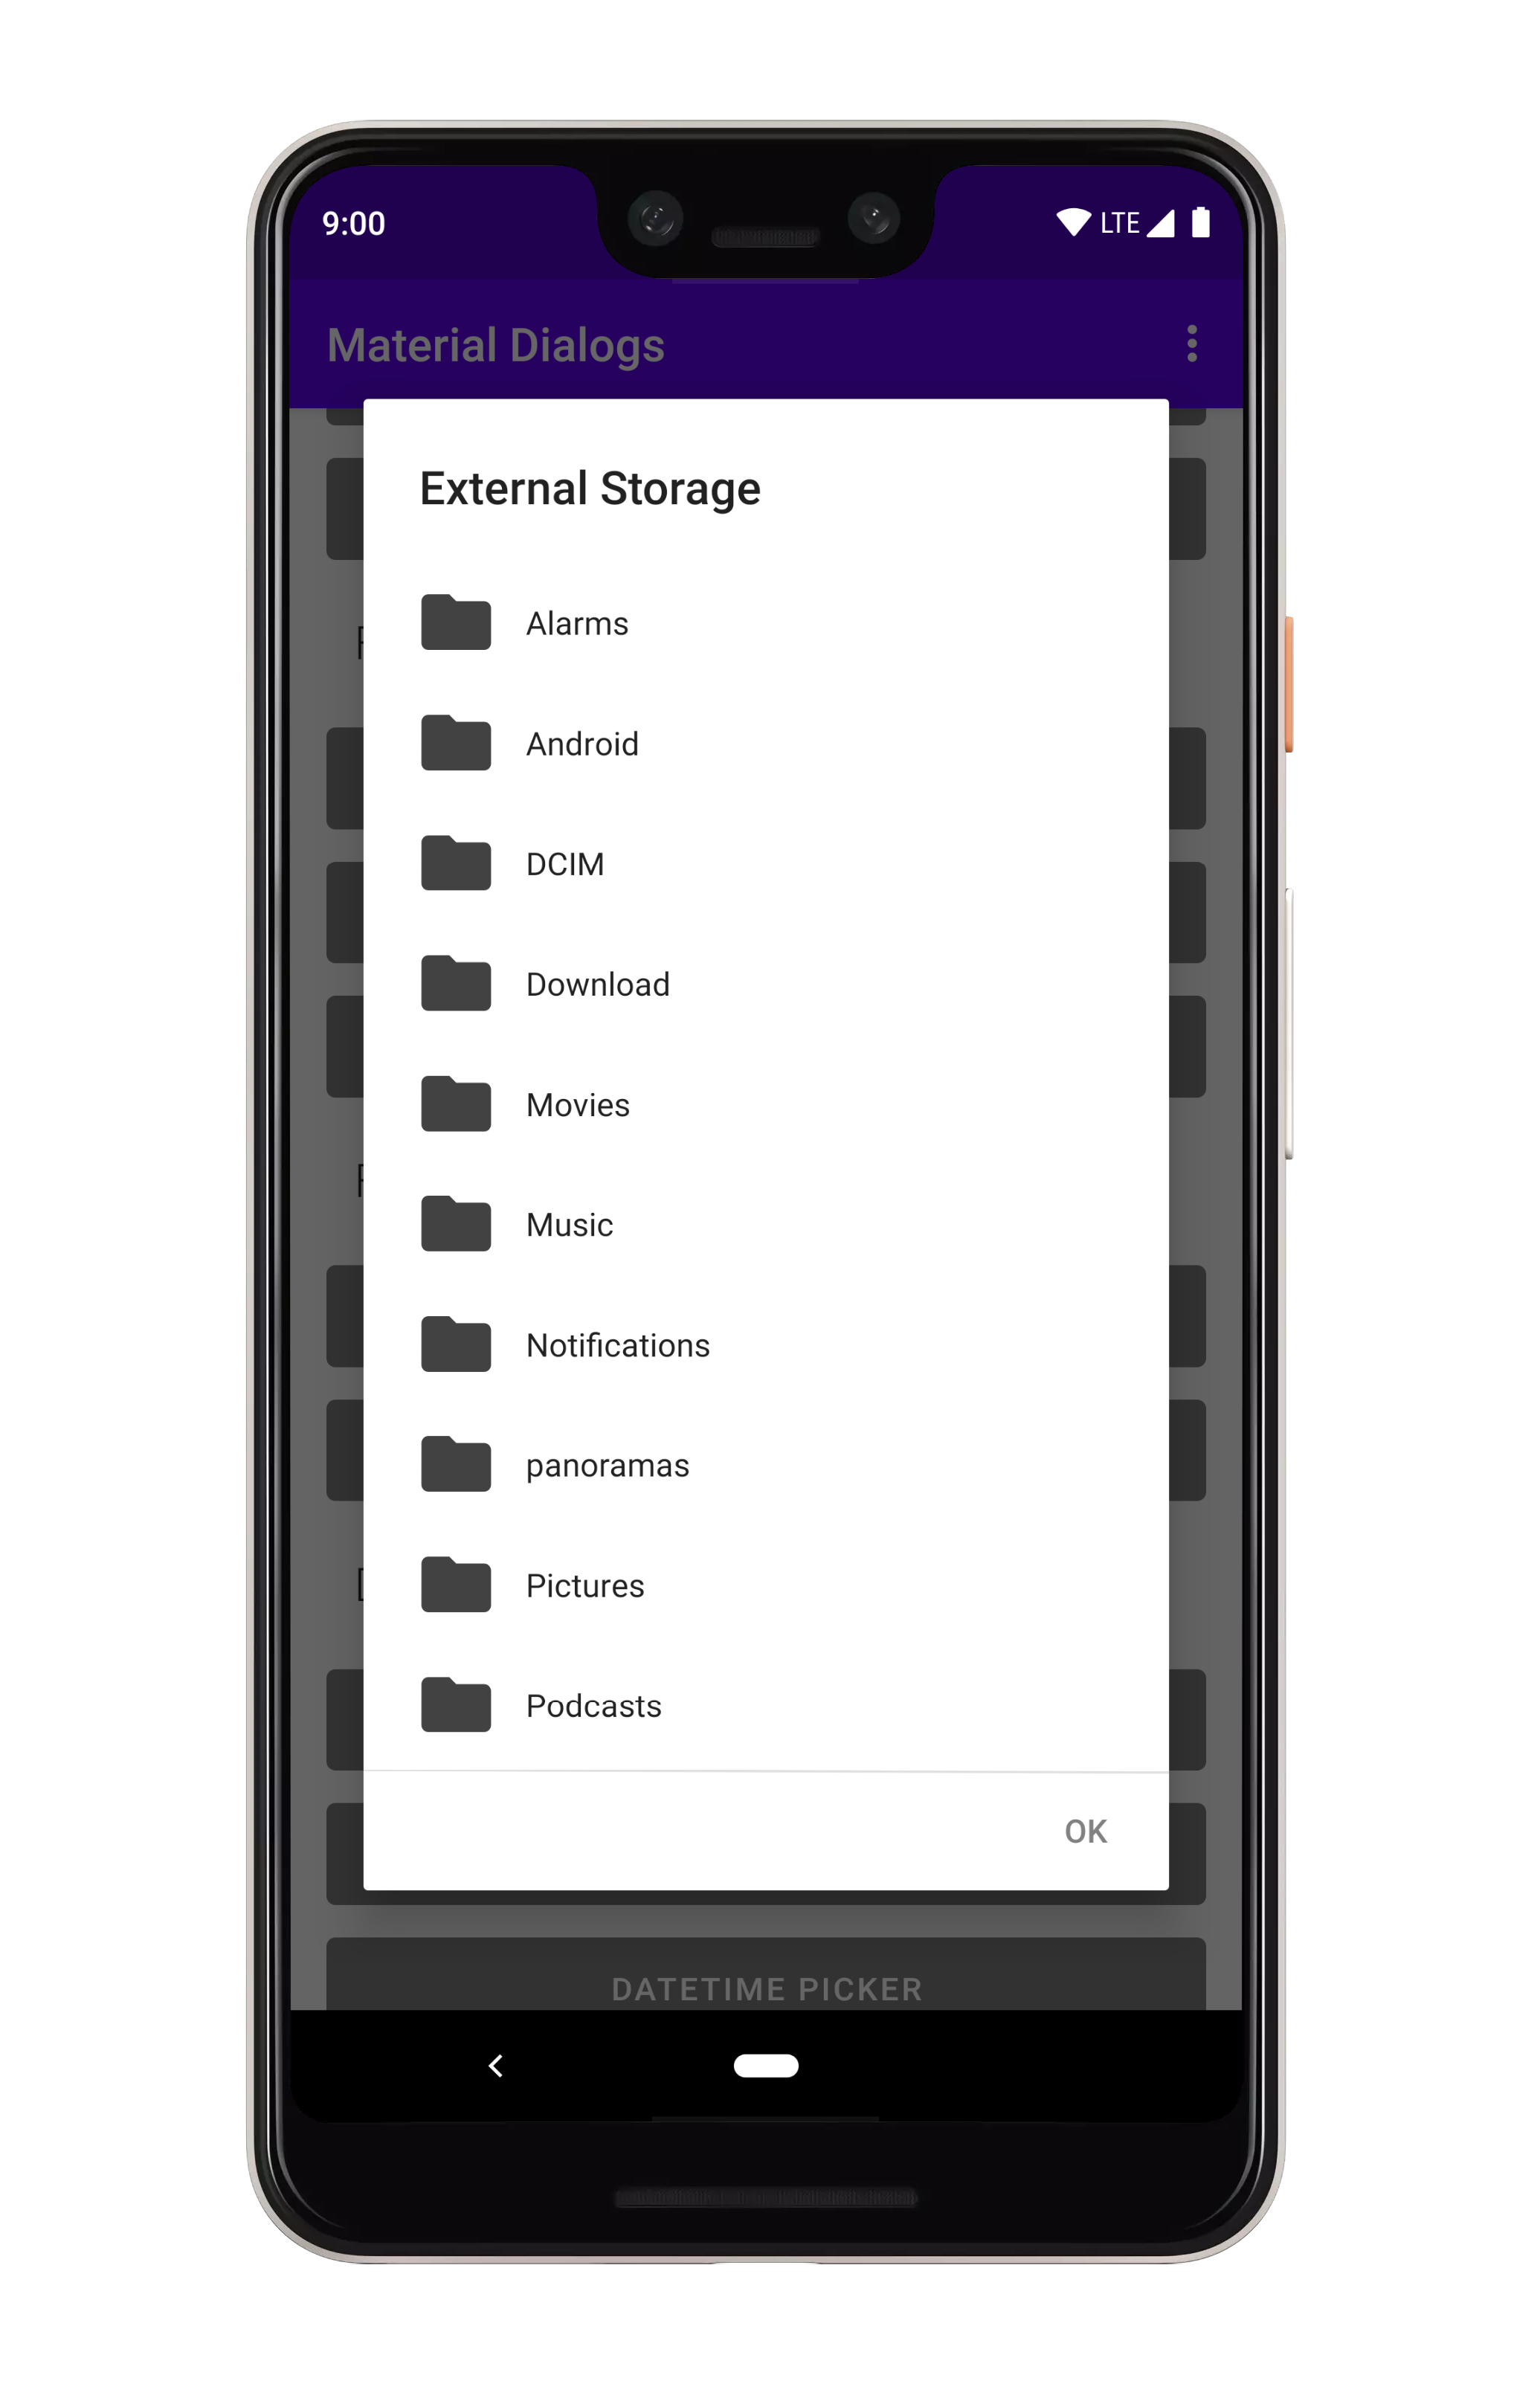 9:00 LTE
Material Dialogs
External Storage
Alarms
Android
DCIM
Download
Movies
Music
Notifications
panoramas
Pictures
Podcasts
OK
DATETIME PICKER